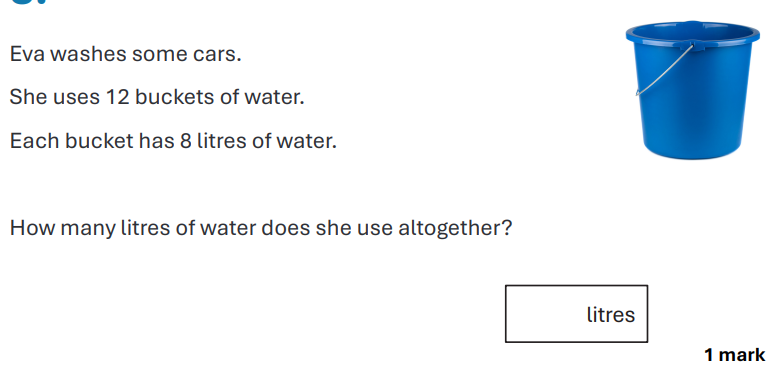 Eva washes some cars.
She uses 12 buckets of water.
Each bucket has 8 litres of water.
How many litres of water does she use altogether?
litres
1 mark